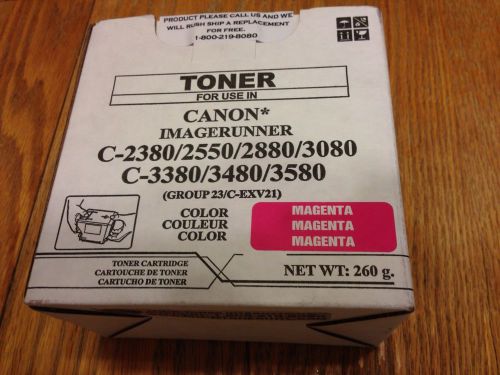 PRODUCT PLEASE CALL US AND WE
WILL RUSH SHIP A REPLACEMENT
FOR FREE.
1-800-219-8080
TONER
FOR USE IN
CANON*
IMAGERUNNER
C-2380/2550/2880/3080
C-3380/3480/3580
(GROUP 23/C-EXV21)
COLOR MAGENTA
COULEUR MAGENTA
COLOR MAGENTA
TONER CARTRIDGE
CARTOUCHE DE TONER
CARTUCHO DE TONER
NET WT: 260 g.